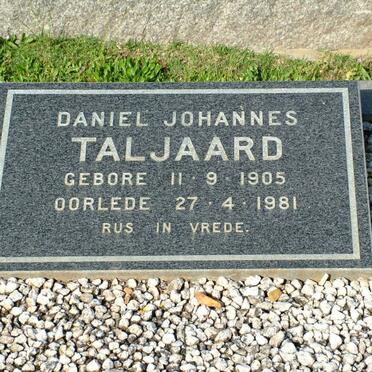 DANIEL JOHANNES
TALJAARD
GEBORE 11·9·1905
OORLEDE 27·4·1981
RUS IN VREDE.